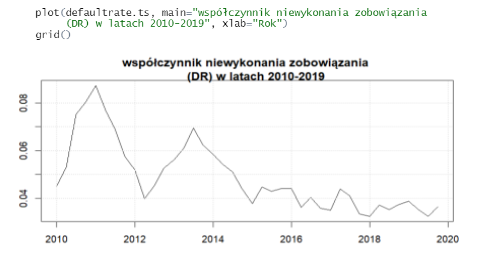 plot(defaultrate.ts, main="współczynnik niewykonania zobowiązania
(DR) w latach 2010-2019", xlab="Rok")
grid()
współczynnik niewykonania zobowiązania
(DR) w latach 2010-2019
0.08
0.06
0.04
2010 2012 2014 2016 2018 2020